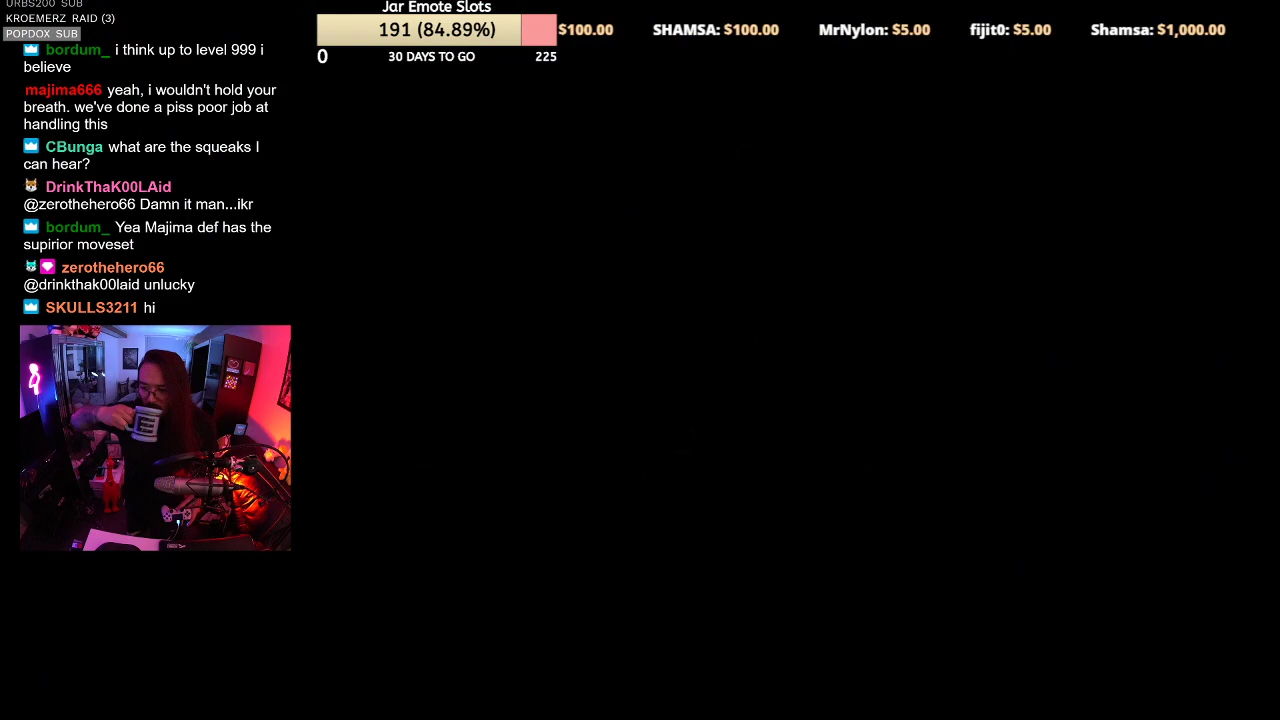 URBS200 SUB
KROEMERZ RAID (3)
POPDOX SUB
bordum_ i think up to level 999 i
believe
majima666 yeah, i wouldn't hold your
breath. we've done a piss poor job at
handling this
CBunga what are the squeaks I
can hear?
DrinkThaK00LAid
@zerothehero66 Damn it man...ikr
bordum_ Yea Majima def has the
supirior moveset
zerothehero66
@drinkthak00laid unlucky
SKULLS3211 hi
Jar Emote Slots
191 (84.89%)
0 30 DAYS TO GO 225
$100.00 SHAMSA: $100.00 MrNylon: $5.00 fijit0: $5.00 Shamsa: $1,000.00